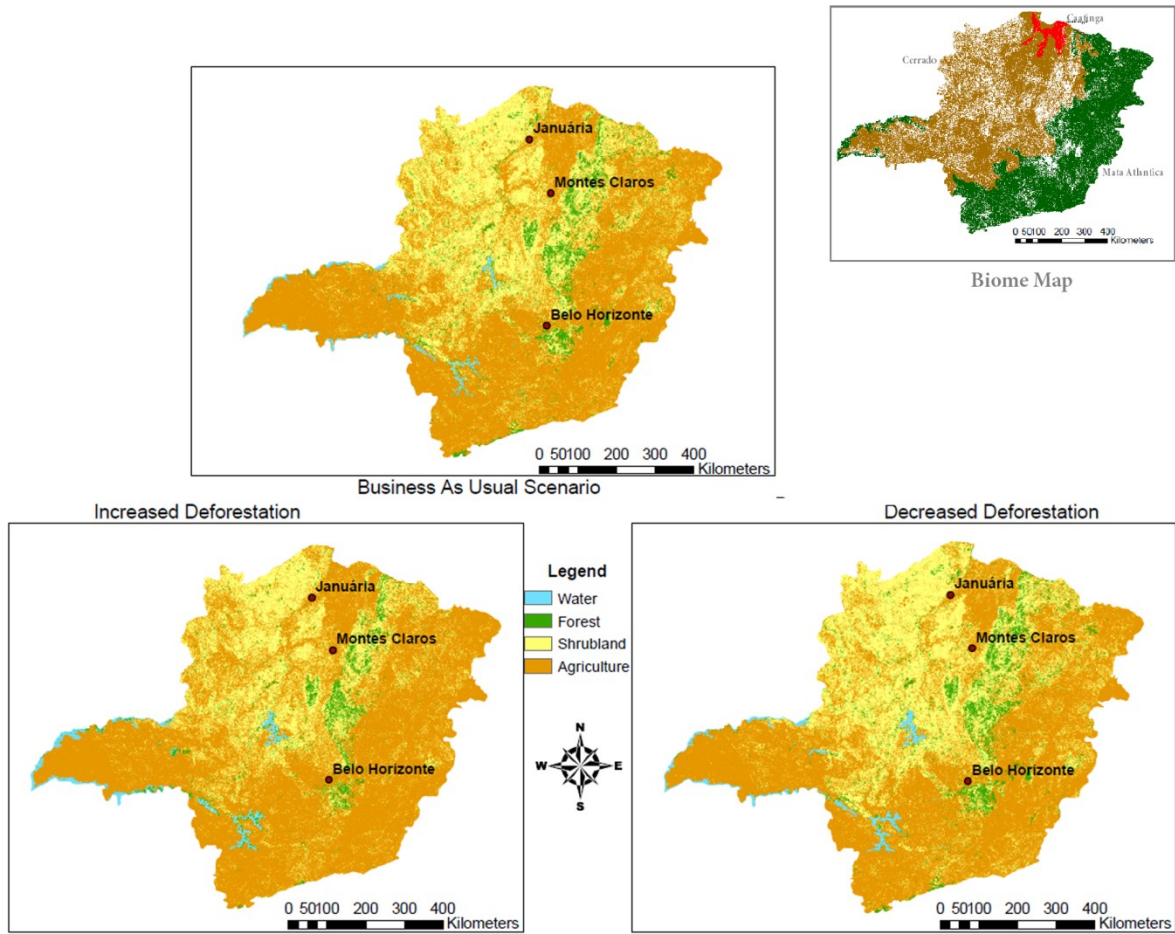 Caatinga
Cerrado
Mata Athntica
0 50100 200 300 400
Kilometers
Biome Map
Januária
Montes Claros
Belo Horizonte
0 50100 200 300 400
Kilometers
Business As Usual Scenario
Increased Deforestation
Januária
Montes Claros
Belo Horizonte
0 50100 200 300 400
Kilometers
Legend
Water
Forest
Shrubland
Agriculture
N
W E
S
Decreased Deforestation
Januária
Montes Claros
Belo Horizonte
0 50100 200 300 400
Kilometers